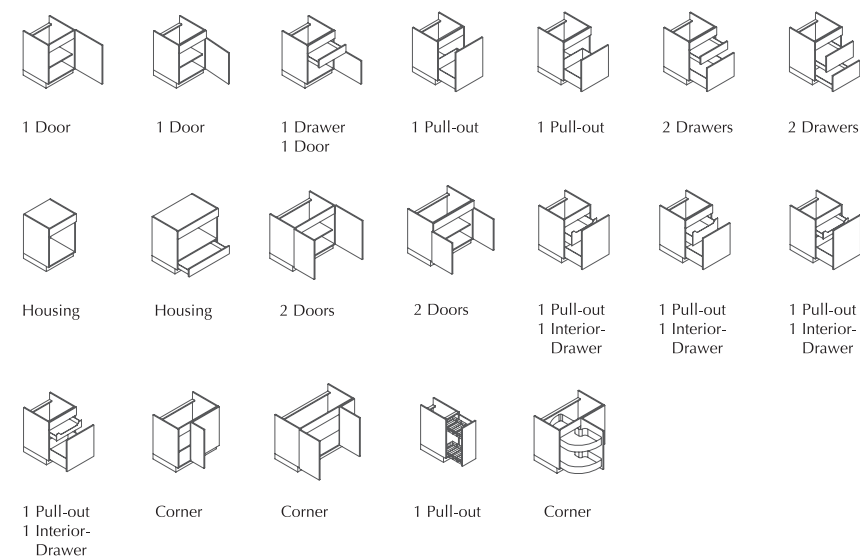 1 Door
1 Door
1 Drawer
1 Door
1 Pull-out
1 Pull-out
2 Drawers
2 Drawers
Housing
Housing
2 Doors
2 Doors
1 Pull-out
1 Interior-
Drawer
1 Pull-out
1 Interior-
Drawer
1 Pull-out
1 Interior-
Drawer
1 Pull-out
1 Interior-
Drawer
Corner
Corner
1 Pull-out
Corner